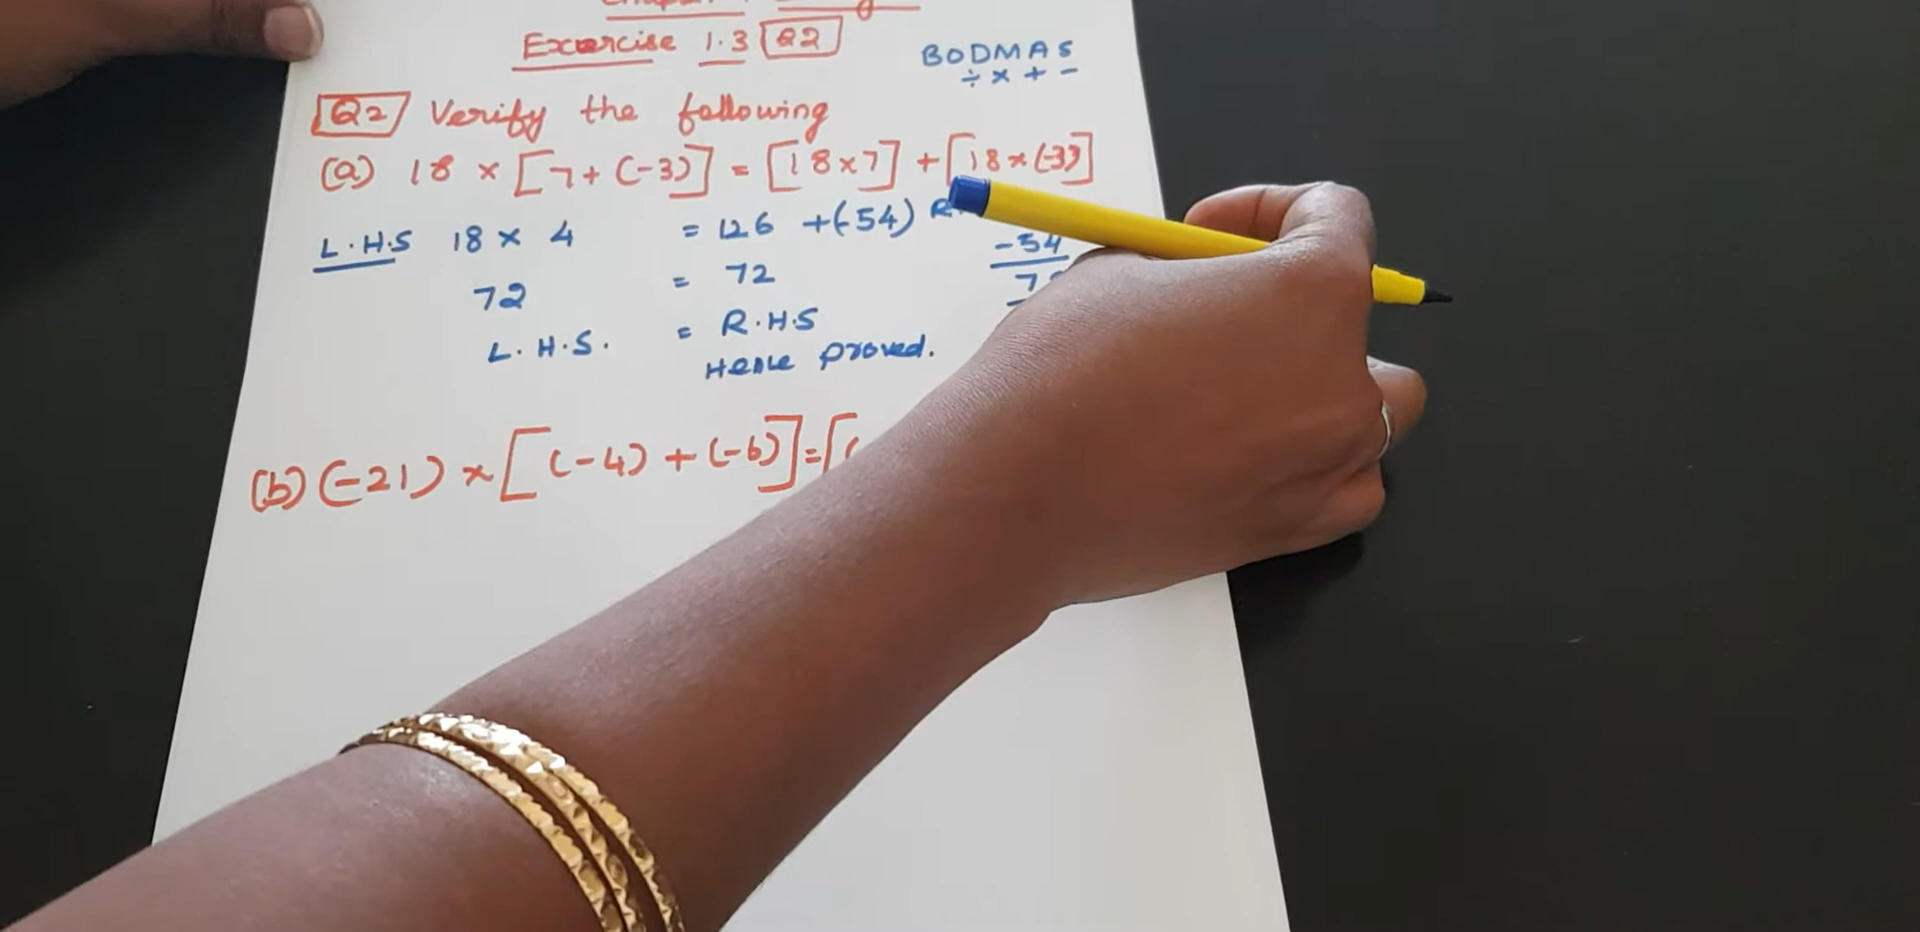 Exercise 1.3 Q2
BODMAS
÷ × + -
Q2 Verify the following
(a) 18 × [7 + (-3)] = [18 × 7] + [18 × (-3)]
L.H.S 18 × 4 = 126 + (-54)
-54
72 = 72
L.H.S. = R.H.S
Hence proved.
(b) (-21) × [(-4) + (-6)] = [(